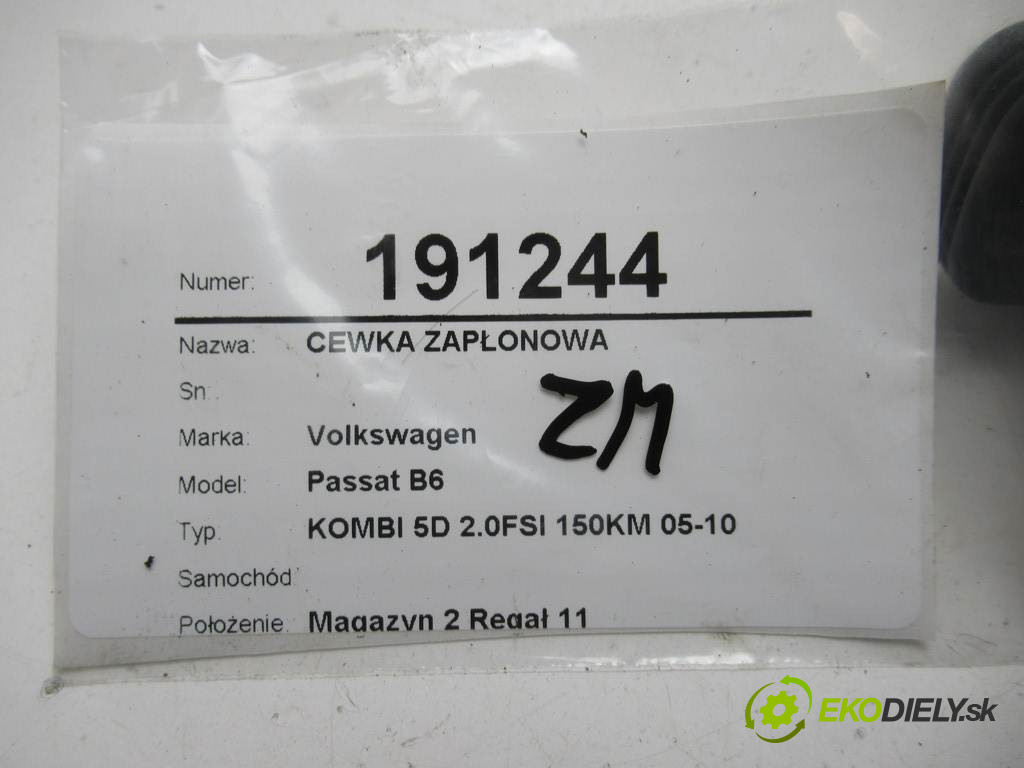 Numer: 191244
Nazwa: CEWKA ZAPŁONOWA
Sn:
ZM
Marka: Volkswagen
Model: Passat B6
Typ: KOMBI 5D 2.0FSI 150KM 05-10
Samochód:
Położenie: Magazyn 2 Regał 11
EKODIELY.sk